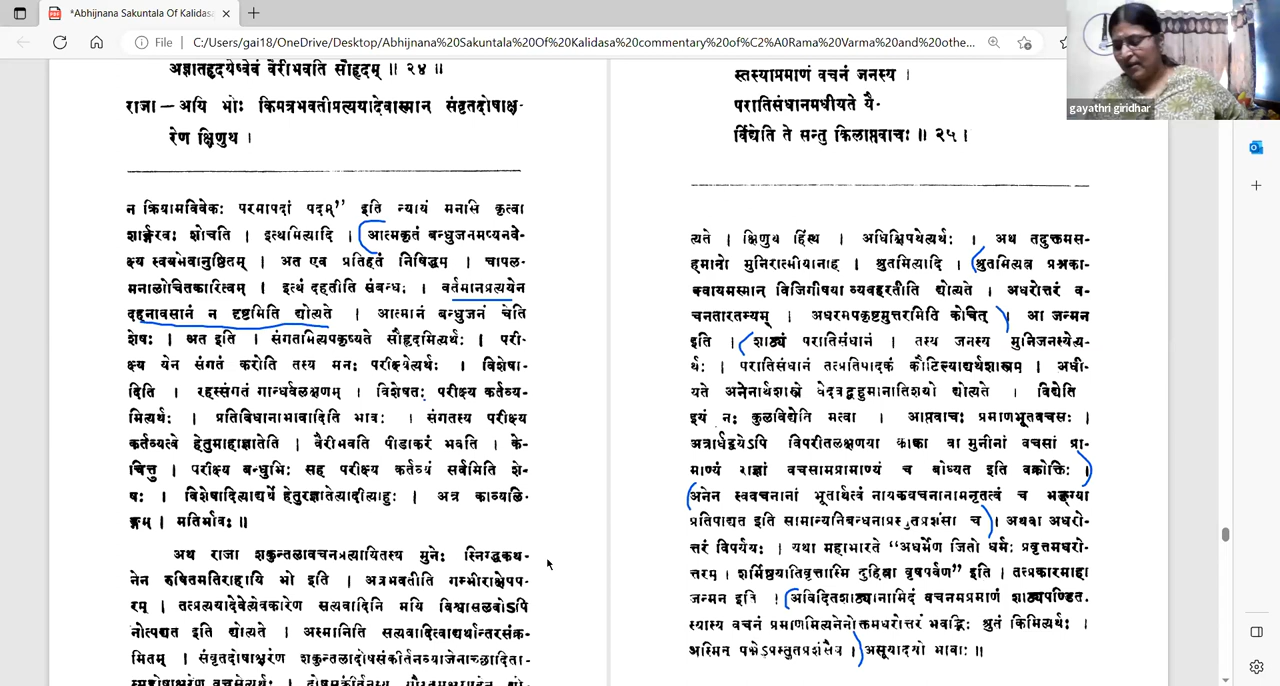 *Abhijnana Sakuntala Of Kalidas
File
C:/Users/gai18/OneDrive/Desktop/Abhijnana%20Sakuntala%20Of%20Kalidasa%20commentary%20of%C2%A0Rama%20Varma%20and%20othe...
gayathri giridhar
अज्ञातहृदयेष्वेवं वैरीभवति सौहृदम् ॥ २४ ॥
राजा — अयि भोः किमत्रभवतीप्रत्ययादेवास्मान् संवृतदोषाक्ष-
रेण क्षिणुथ ।
न क्रियामविवेकः परमापदां पदम्” इति न्यायं मनसि कृत्वा
शार्ङ्गरवः शोचति । इत्थमित्यादि । आत्मकृतं बन्धुजनमप्यनवे-
क्ष्य स्वयमेवानुष्ठितम् । अत एव प्रतिहतं निषिद्धम् । चापल-
मनालोचितकारित्वम् । इत्थं दहतीति संबन्धः । वर्तमानप्रत्ययेन
दहनावसानं न दृष्टमिति द्योत्यते । आत्मानं बन्धुजनं चेति
शेषः । अत इति । संगतमित्यपकृष्यते सौहृदमित्यर्थः । परी-
क्ष्य येन संगतं करोति तस्य मनः परीक्ष्येत्यर्थः । विशेषा-
दिति । रहस्संगतं गान्धर्वलक्षणम् । विशेषतः परीक्ष्य कर्तव्य-
मित्यर्थः । प्रतिविधानाभावादिति भावः । संगतस्य परीक्ष्य
कर्तव्यत्वे हेतुमाहाज्ञातेति । वैरीभवति पीडाकरं भवति । के-
चित्तु । परीक्ष्य बन्धुभिः सह परीक्ष्य कर्तव्यं सर्वमिति शे-
षः । विशेषादित्याद्यर्थे हेतुरज्ञातेत्यादीत्याहुः । अत्र काव्यलि-
ङ्गम् । मतिर्भावः ॥
अथ राजा शकुन्तलावचनप्रत्यायितस्य मुनेः स्निग्धकथ-
नेन रुषितमतिराहायि भो इति । अत्रभवतीति गम्भीराक्षेपप-
रम् । तत्प्रत्ययादेवेत्येवकारेण सत्यवादिनि मयि विश्वासलवोऽपि
नोत्पद्यत इति द्योत्यते । अस्मानिति सत्यवादित्वाद्यर्थान्तरसंक्र-
मितम् । संवृतदोषाक्षरेण शकुन्तलादोषसंकीर्तनव्याजेनाच्छादिता-
स्तस्याप्रमाणं वचनं जनस्य ।
परातिसंधानमधीयते यै-
र्विद्येति ते सन्तु किलाप्तवाचः ॥ २५ ।
त्यते । क्षिणुथ हिंस्थ । अधिक्षिपथेत्यर्थः । अथ तदुक्तमस-
हमानो मुनिरात्मीयानाह । श्रुतमित्यादि । श्रुतमित्यत्र प्रश्नका-
क्वायमस्मान् विजिगीषया व्यवहरतीति द्योत्यते । अधरोत्तरं व-
चनतारतम्यम् । अधरमपकृष्टमुत्तरमिति केचित् । आ जन्मन
इति । शाठ्यं परातिसंधानं । तस्य जनस्य मुनिजनस्येत्य-
र्थः । परातिसंधानं तत्प्रतिपादकं कौटिल्याद्यर्थशास्त्रम् । अधी-
यते अनेनार्थशास्त्रे वेदवद्बहुमानातिशयो द्योत्यते । विद्येति
इयं नः कुलविद्येनि मत्वा । आप्तवाचः प्रमाणभूतवचसः ।
अत्रार्धद्वयेऽपि विपरीतलक्षणया काका वा मुनीनां वचसां प्रा-
माण्यं राज्ञां वचसामप्रामाण्यं च बोध्यत इति वक्रोक्तिः ।
अनेन स्ववचनानां भूतार्थत्वं नायकवचनानामनृतत्वं च भङ्ग्या
प्रतिपाद्यत इति सामान्यनिबन्धनाप्रस्तुतप्रशंसा च । अथवा अधरो-
त्तरं विपर्ययः । यथा महाभारते “अधर्मेण जितो धर्मः प्रवृत्तमधरो-
त्तरम् । शर्मिष्ठयातिवृत्तास्मि दुहित्रा वृषपर्वण” इति । तत्प्रकारमाहा
जन्मन इति । अविदितशाठ्यानामिदं वचनमप्रमाणं शाठ्यपण्डित.
स्यास्य वचनं प्रमाणमित्यनेनोक्तमधरोत्तरं भवद्भिः श्रुतं किमित्यर्थः ।
अस्मिन् पक्षेऽप्रस्तुतप्रशंसैव । असूयादयो भावाः ॥